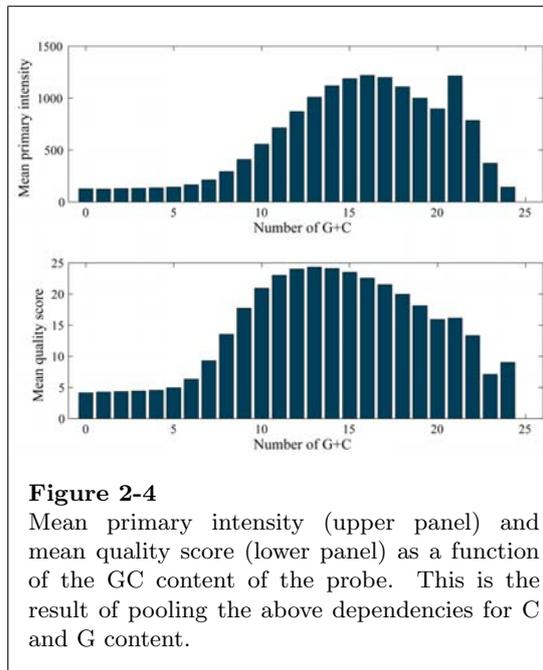 1500
1000
500
0
Mean primary intensity
0 5 10 15 20 25
Number of G+C
25
20
15
10
5
0
Mean quality score
0 5 10 15 20 25
Number of G+C
Figure 2-4
Mean primary intensity (upper panel) and
mean quality score (lower panel) as a function
of the GC content of the probe. This is the
result of pooling the above dependencies for C
and G content.